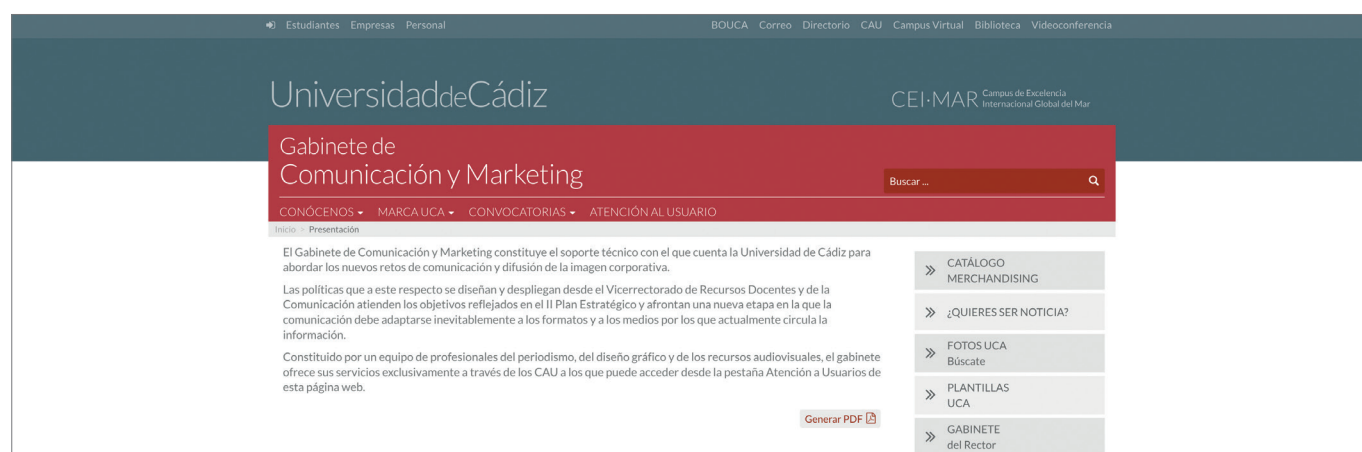 Estudiantes Empresas Personal
BOUCA Correo Directorio CAU Campus Virtual Biblioteca Videoconferencia
UniversidaddeCádiz
CEI·MAR Campus de Excelencia
Internacional Global del Mar
Gabinete de
Comunicación y Marketing
Buscar ...
CONÓCENOS MARCA UCA CONVOCATORIAS ATENCIÓN AL USUARIO
Inicio > Presentación
El Gabinete de Comunicación y Marketing constituye el soporte técnico con el que cuenta la Universidad de Cádiz para
abordar los nuevos retos de comunicación y difusión de la imagen corporativa.
Las políticas que a este respecto se diseñan y despliegan desde el Vicerrectorado de Recursos Docentes y de la
Comunicación atienden los objetivos reflejados en el II Plan Estratégico y afrontan una nueva etapa en la que la
comunicación debe adaptarse inevitablemente a los formatos y a los medios por los que actualmente circula la
información.
Constituido por un equipo de profesionales del periodismo, del diseño gráfico y de los recursos audiovisuales, el gabinete
ofrece sus servicios exclusivamente a través de los CAU a los que puede acceder desde la pestaña Atención a Usuarios de
esta página web.
Generar PDF
CATÁLOGO
MERCHANDISING
¿QUIERES SER NOTICIA?
FOTOS UCA
Búscate
PLANTILLAS
UCA
GABINETE
del Rector